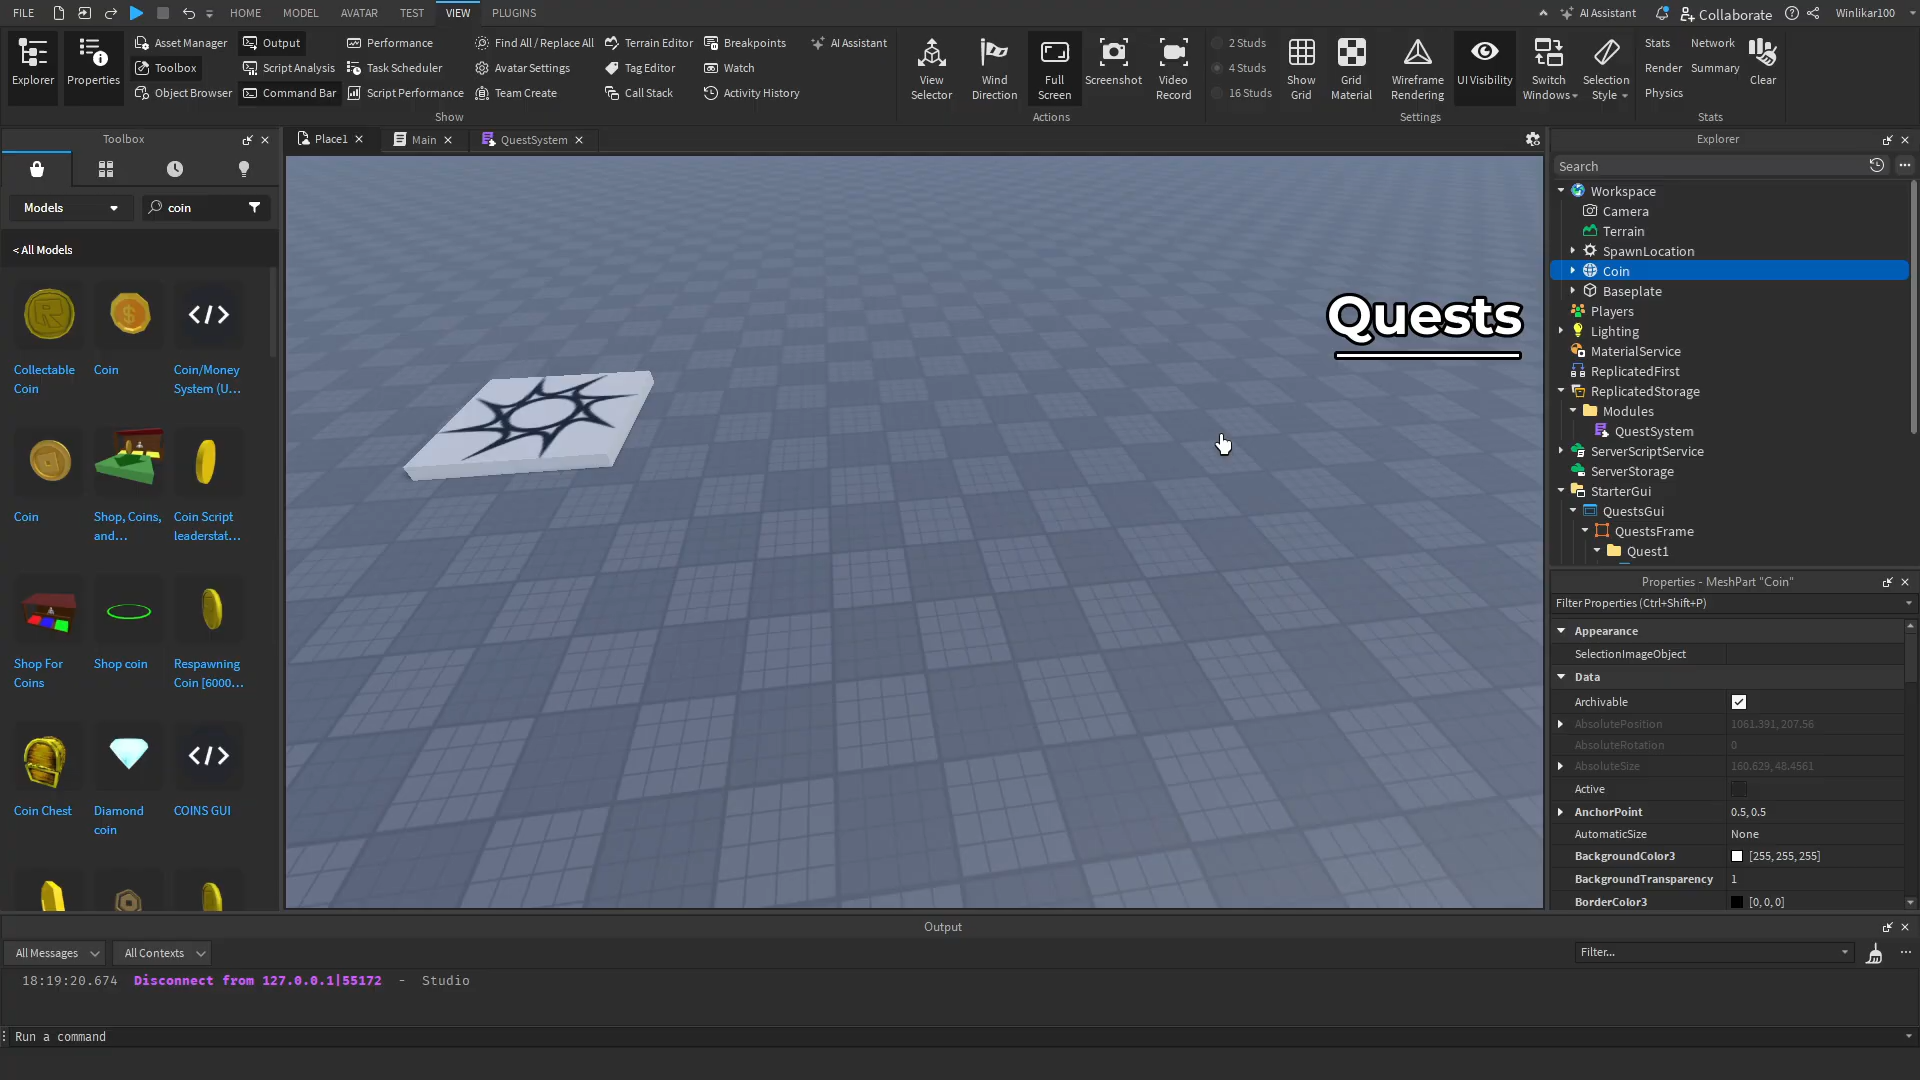 FILE HOME MODEL AVATAR TEST VIEW PLUGINS AI Assistant Collaborate Winlikar100
Explorer
Properties
Asset Manager Output Performance Find All / Replace All Terrain Editor Breakpoints AI Assistant
Toolbox Script Analysis Task Scheduler Avatar Settings Tag Editor Watch
Object Browser Command Bar Script Performance Team Create Call Stack Activity History
Show
View
Selector
Wind
Direction
Full
Screen
Screenshot
Video
Record
Actions
2 Studs
4 Studs
16 Studs
Show
Grid
Grid
Material
Wireframe
Rendering
UI Visibility
Switch
Windows
Selection
Style
Settings
Stats Network
Render Summary
Physics
Clear
Stats
Toolbox
Models coin
< All Models
Collectable
Coin
Coin
Coin/Money
System (U...
Coin
Shop, Coins,
and...
Coin Script
leaderstat...
Shop For
Coins
Shop coin
Respawning
Coin [6000...
Coin Chest
Diamond
coin
COINS GUI
Place1 Main QuestSystem
Quests
Explorer
Search
Workspace
Camera
Terrain
SpawnLocation
Coin
Baseplate
Players
Lighting
MaterialService
ReplicatedFirst
ReplicatedStorage
Modules
QuestSystem
ServerScriptService
ServerStorage
StarterGui
QuestsGui
QuestsFrame
Quest1
Properties - MeshPart "Coin"
Filter Properties (Ctrl+Shift+P)
Appearance
SelectionImageObject
Data
Archivable
AbsolutePosition 1061.391, 207.56
AbsoluteRotation 0
AbsoluteSize 160.629, 48.4561
Active
AnchorPoint 0.5, 0.5
AutomaticSize None
BackgroundColor3 [255, 255, 255]
BackgroundTransparency 1
BorderColor3 [0, 0, 0]
Output
All Messages All Contexts Filter...
18:19:20.674 Disconnect from 127.0.0.1|55172 - Studio
Run a command